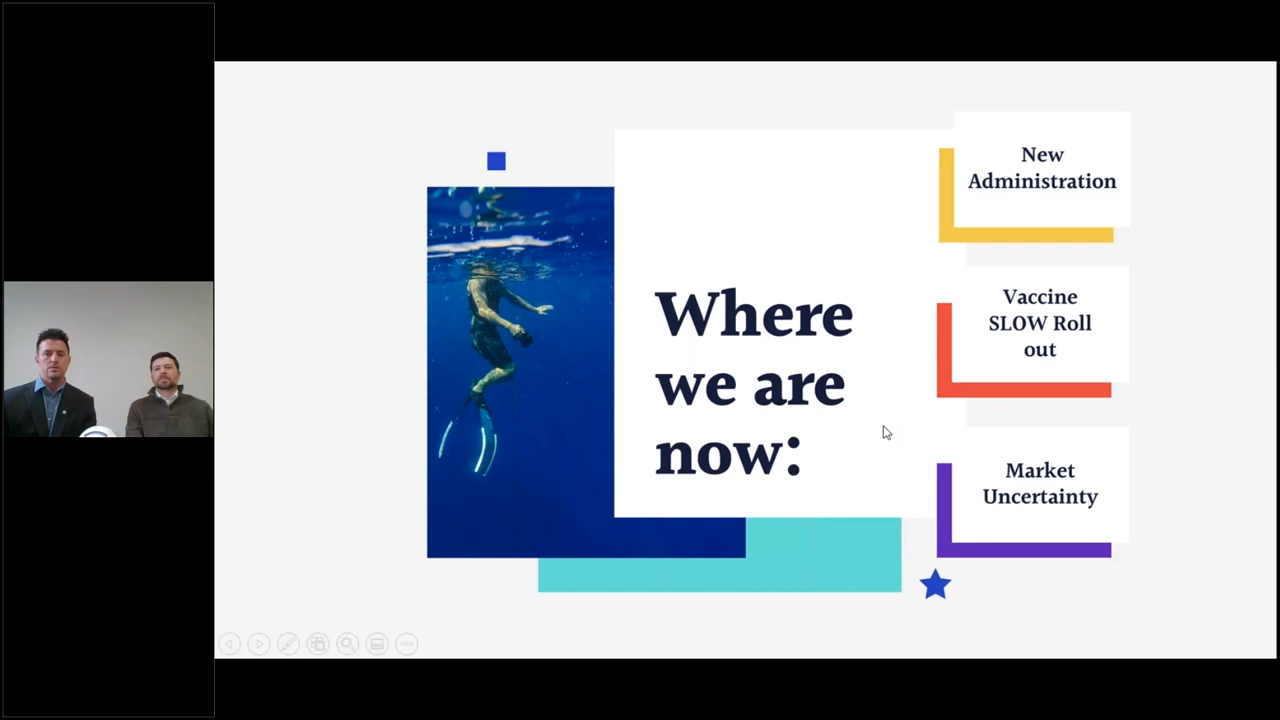 Where
we are
now:
New
Administration
Vaccine
SLOW Roll
out
Market
Uncertainty